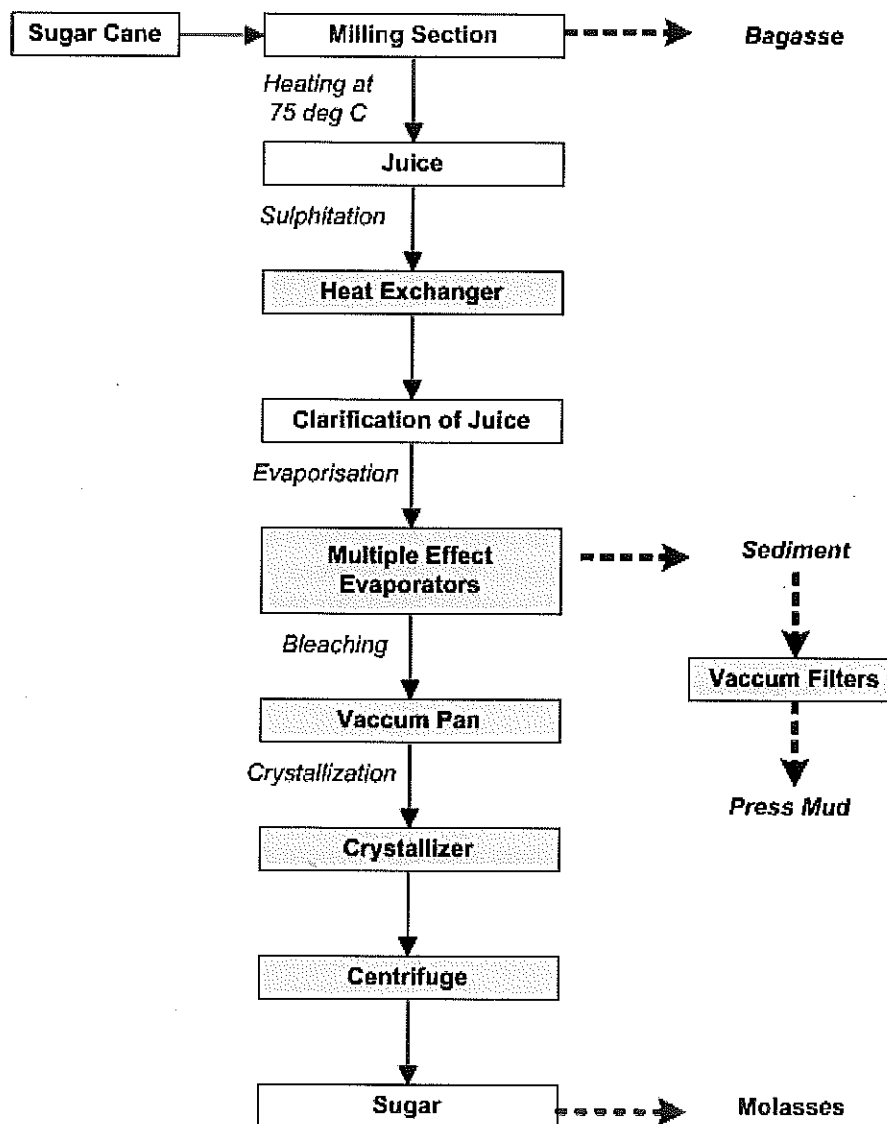 Sugar Cane
Milling Section
Bagasse
Heating at
75 deg C
Juice
Sulphitation
Heat Exchanger
Clarification of Juice
Evaporisation
Multiple Effect
Evaporators
Sediment
Bleaching
Vaccum Filters
Vaccum Pan
Crystallization
Press Mud
Crystallizer
Centrifuge
Sugar
Molasses